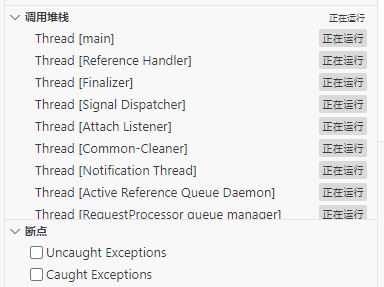 调用堆栈 正在运行
Thread [main] 正在运行
Thread [Reference Handler] 正在运行
Thread [Finalizer] 正在运行
Thread [Signal Dispatcher] 正在运行
Thread [Attach Listener] 正在运行
Thread [Common-Cleaner] 正在运行
Thread [Notification Thread] 正在运行
Thread [Active Reference Queue Daemon] 正在运行
Thread [RequestProcessor queue manager] 正在运行
断点
Uncaught Exceptions
Caught Exceptions